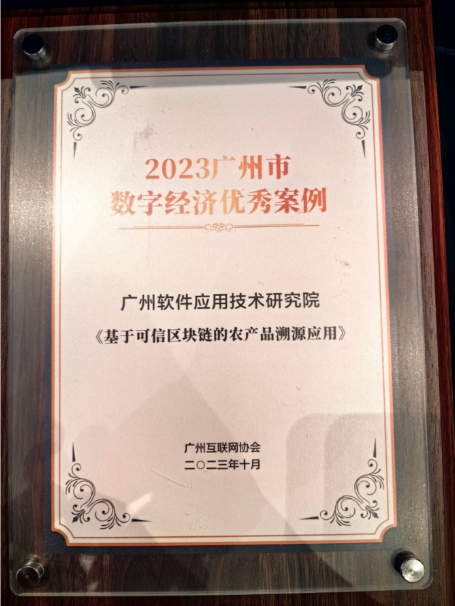 2023广州市
数字经济优秀案例
广州软件应用技术研究院
《基于可信区块链的农产品溯源应用》
广州互联网协会
二〇二三年十月